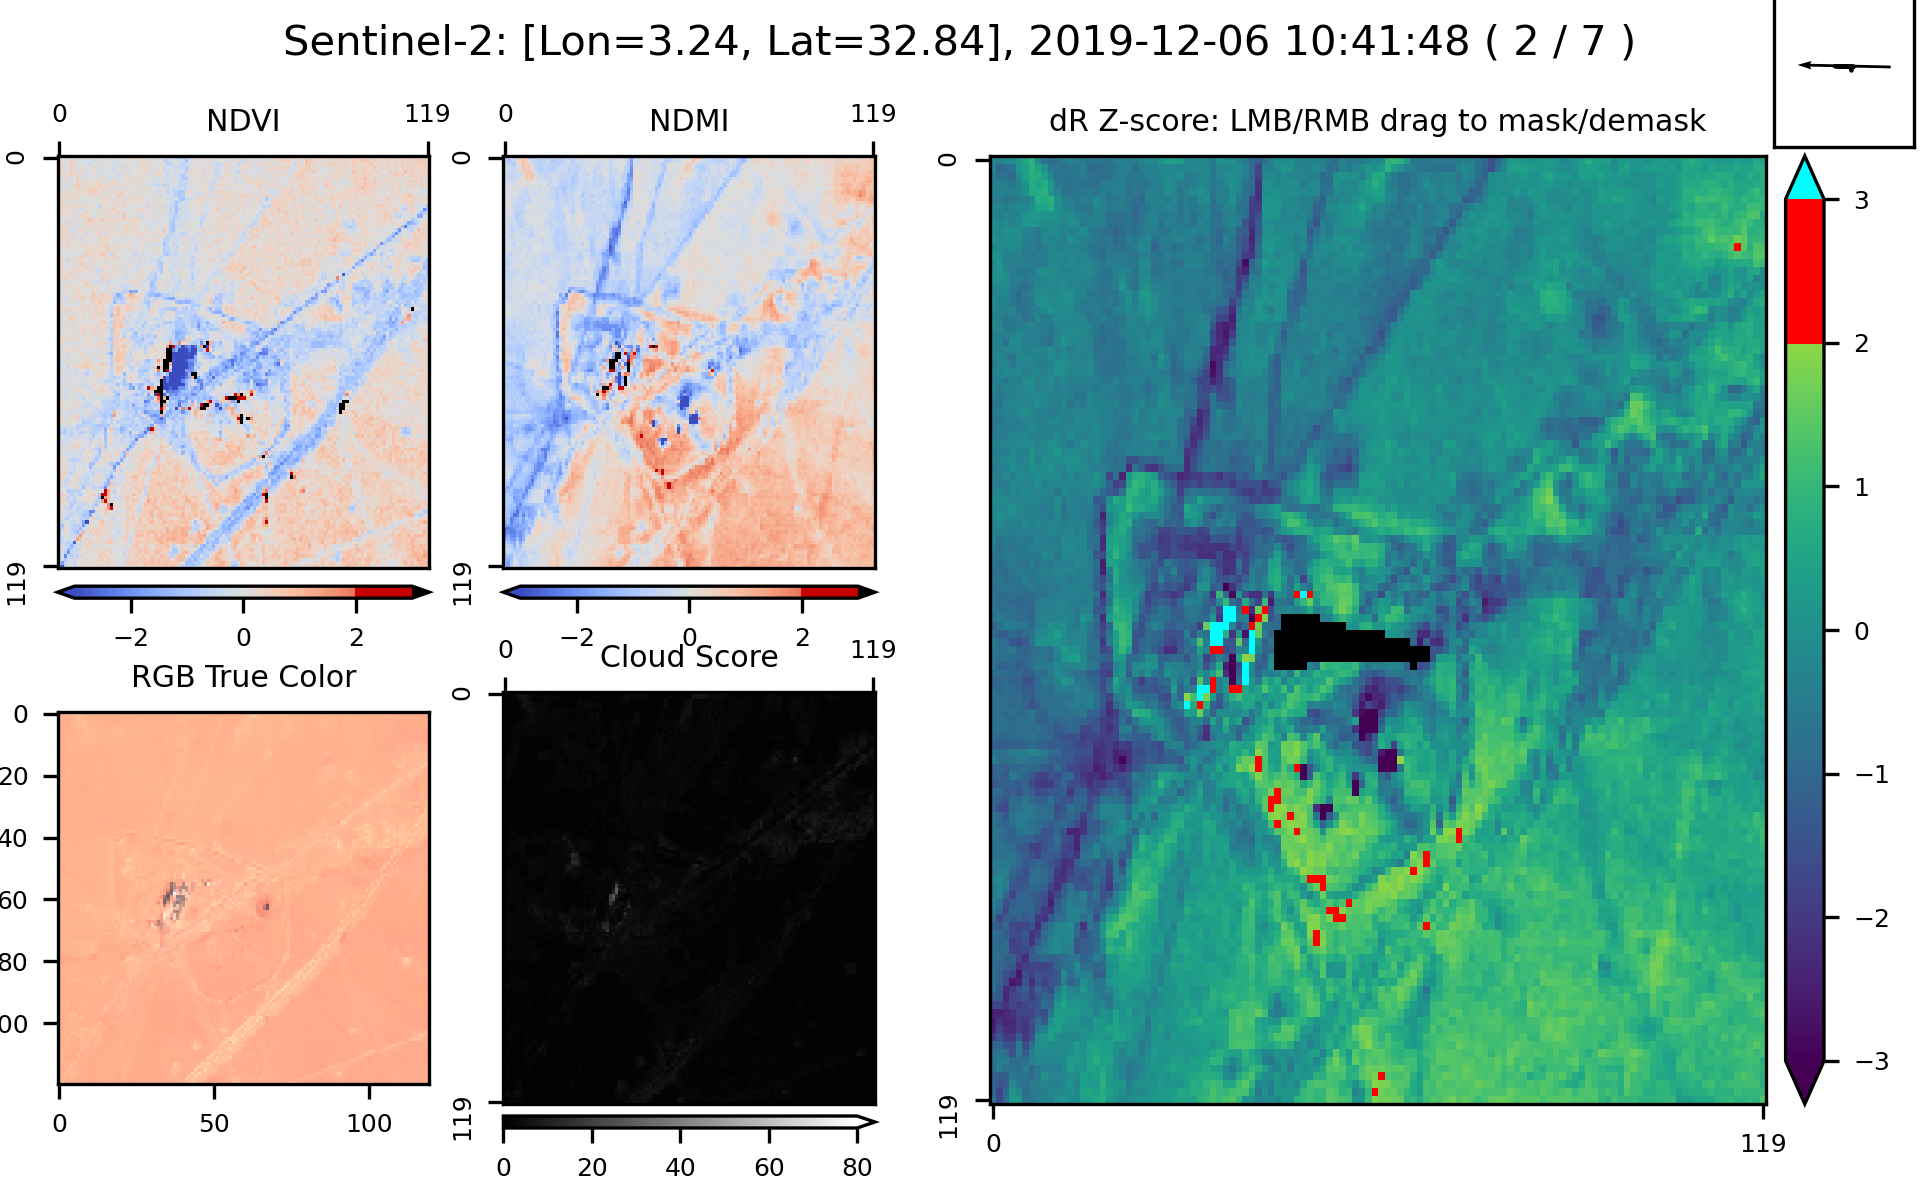 Sentinel-2: [Lon=3.24, Lat=32.84], 2019-12-06 10:41:48 ( 2 / 7 )
0 NDVI 119
0
119
−2 0 2
0 NDMI 119
0
119
−2 0 2
dR Z-score: LMB/RMB drag to mask/demask
0
119
0 119
3
2
1
0
−1
−2
−3
RGB True Color
0
20
40
60
80
00
0 50 100
0 Cloud Score 119
0
119
0 20 40 60 80